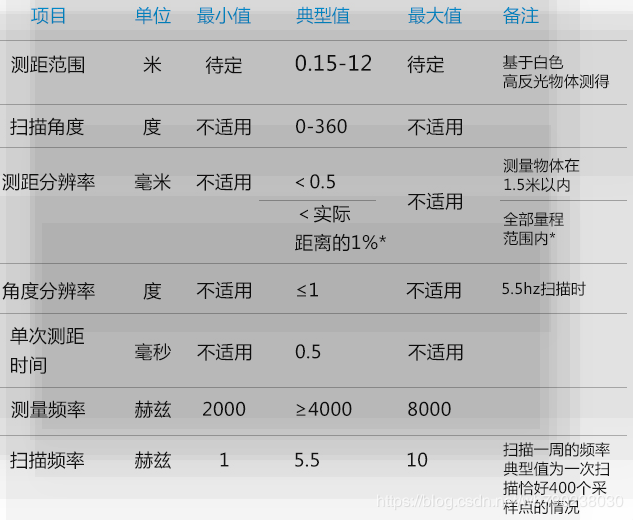 项目 单位 最小值 典型值 最大值 备注
测距范围 米 待定 0.15-12 待定 基于白色
高反光物体测得
扫描角度 度 不适用 0-360 不适用
测距分辨率 毫米 不适用 <0.5 不适用 测量物体在
1.5米以内
<实际
距离的1%*
全部量程
范围内*
角度分辨率 度 不适用 ≤1 不适用 5.5hz扫描时
单次测距
时间
毫秒 不适用 0.5 不适用
测量频率 赫兹 2000 ≥4000 8000
扫描频率 赫兹 1 5.5 10 扫描一周的频率
典型值为一次扫
描恰好400个采
样点的情况
https://blog.csdn.ne